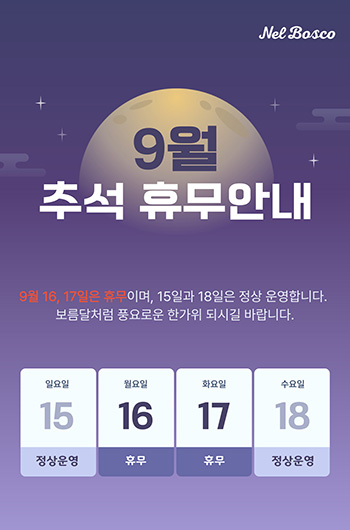 Nel Bosco
9월
추석 휴무안내
9월 16, 17일은 휴무이며, 15일과 18일은 정상 운영합니다.
보름달처럼 풍요로운 한가위 되시길 바랍니다.
일요일 월요일 화요일 수요일
15 16 17 18
정상운영 휴무 휴무 정상운영